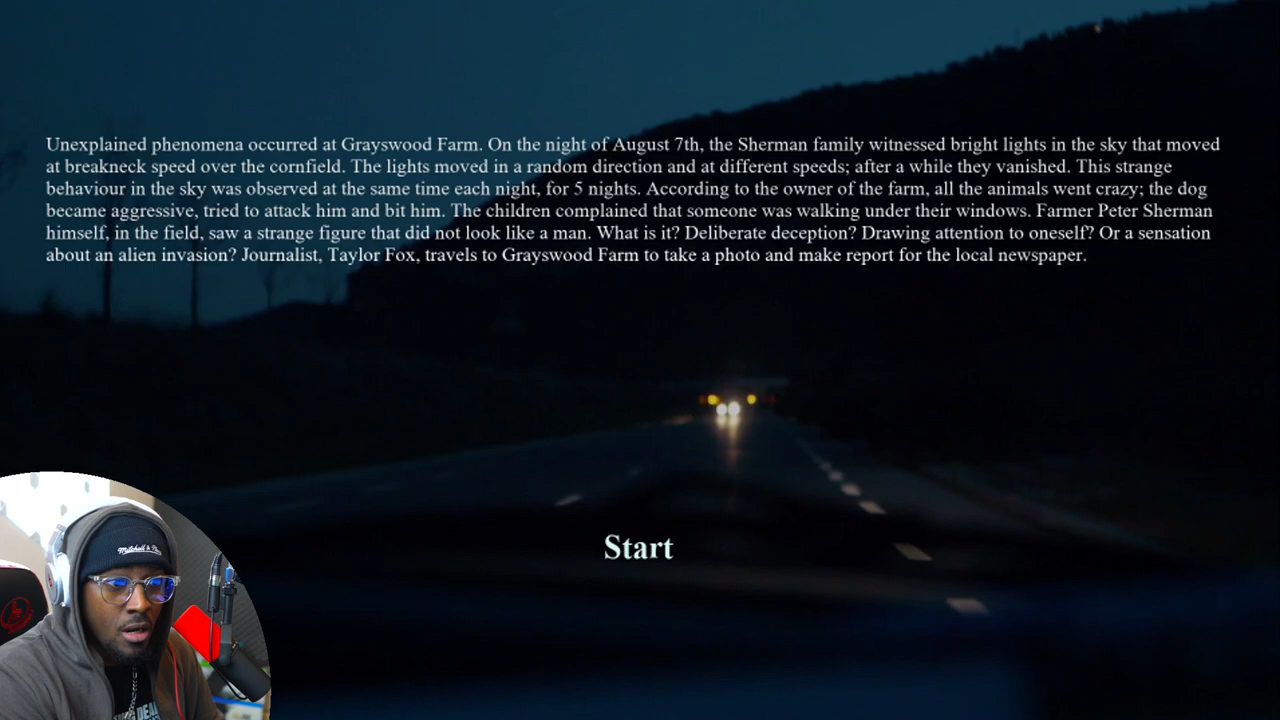 Unexplained phenomena occurred at Grayswood Farm. On the night of August 7th, the Sherman family witnessed bright lights in the sky that moved
at breakneck speed over the cornfield. The lights moved in a random direction and at different speeds; after a while they vanished. This strange
behaviour in the sky was observed at the same time each night, for 5 nights. According to the owner of the farm, all the animals went crazy; the dog
became aggressive, tried to attack him and bit him. The children complained that someone was walking under their windows. Farmer Peter Sherman
himself, in the field, saw a strange figure that did not look like a man. What is it? Deliberate deception? Drawing attention to oneself? Or a sensation
about an alien invasion? Journalist, Taylor Fox, travels to Grayswood Farm to take a photo and make report for the local newspaper.
Start